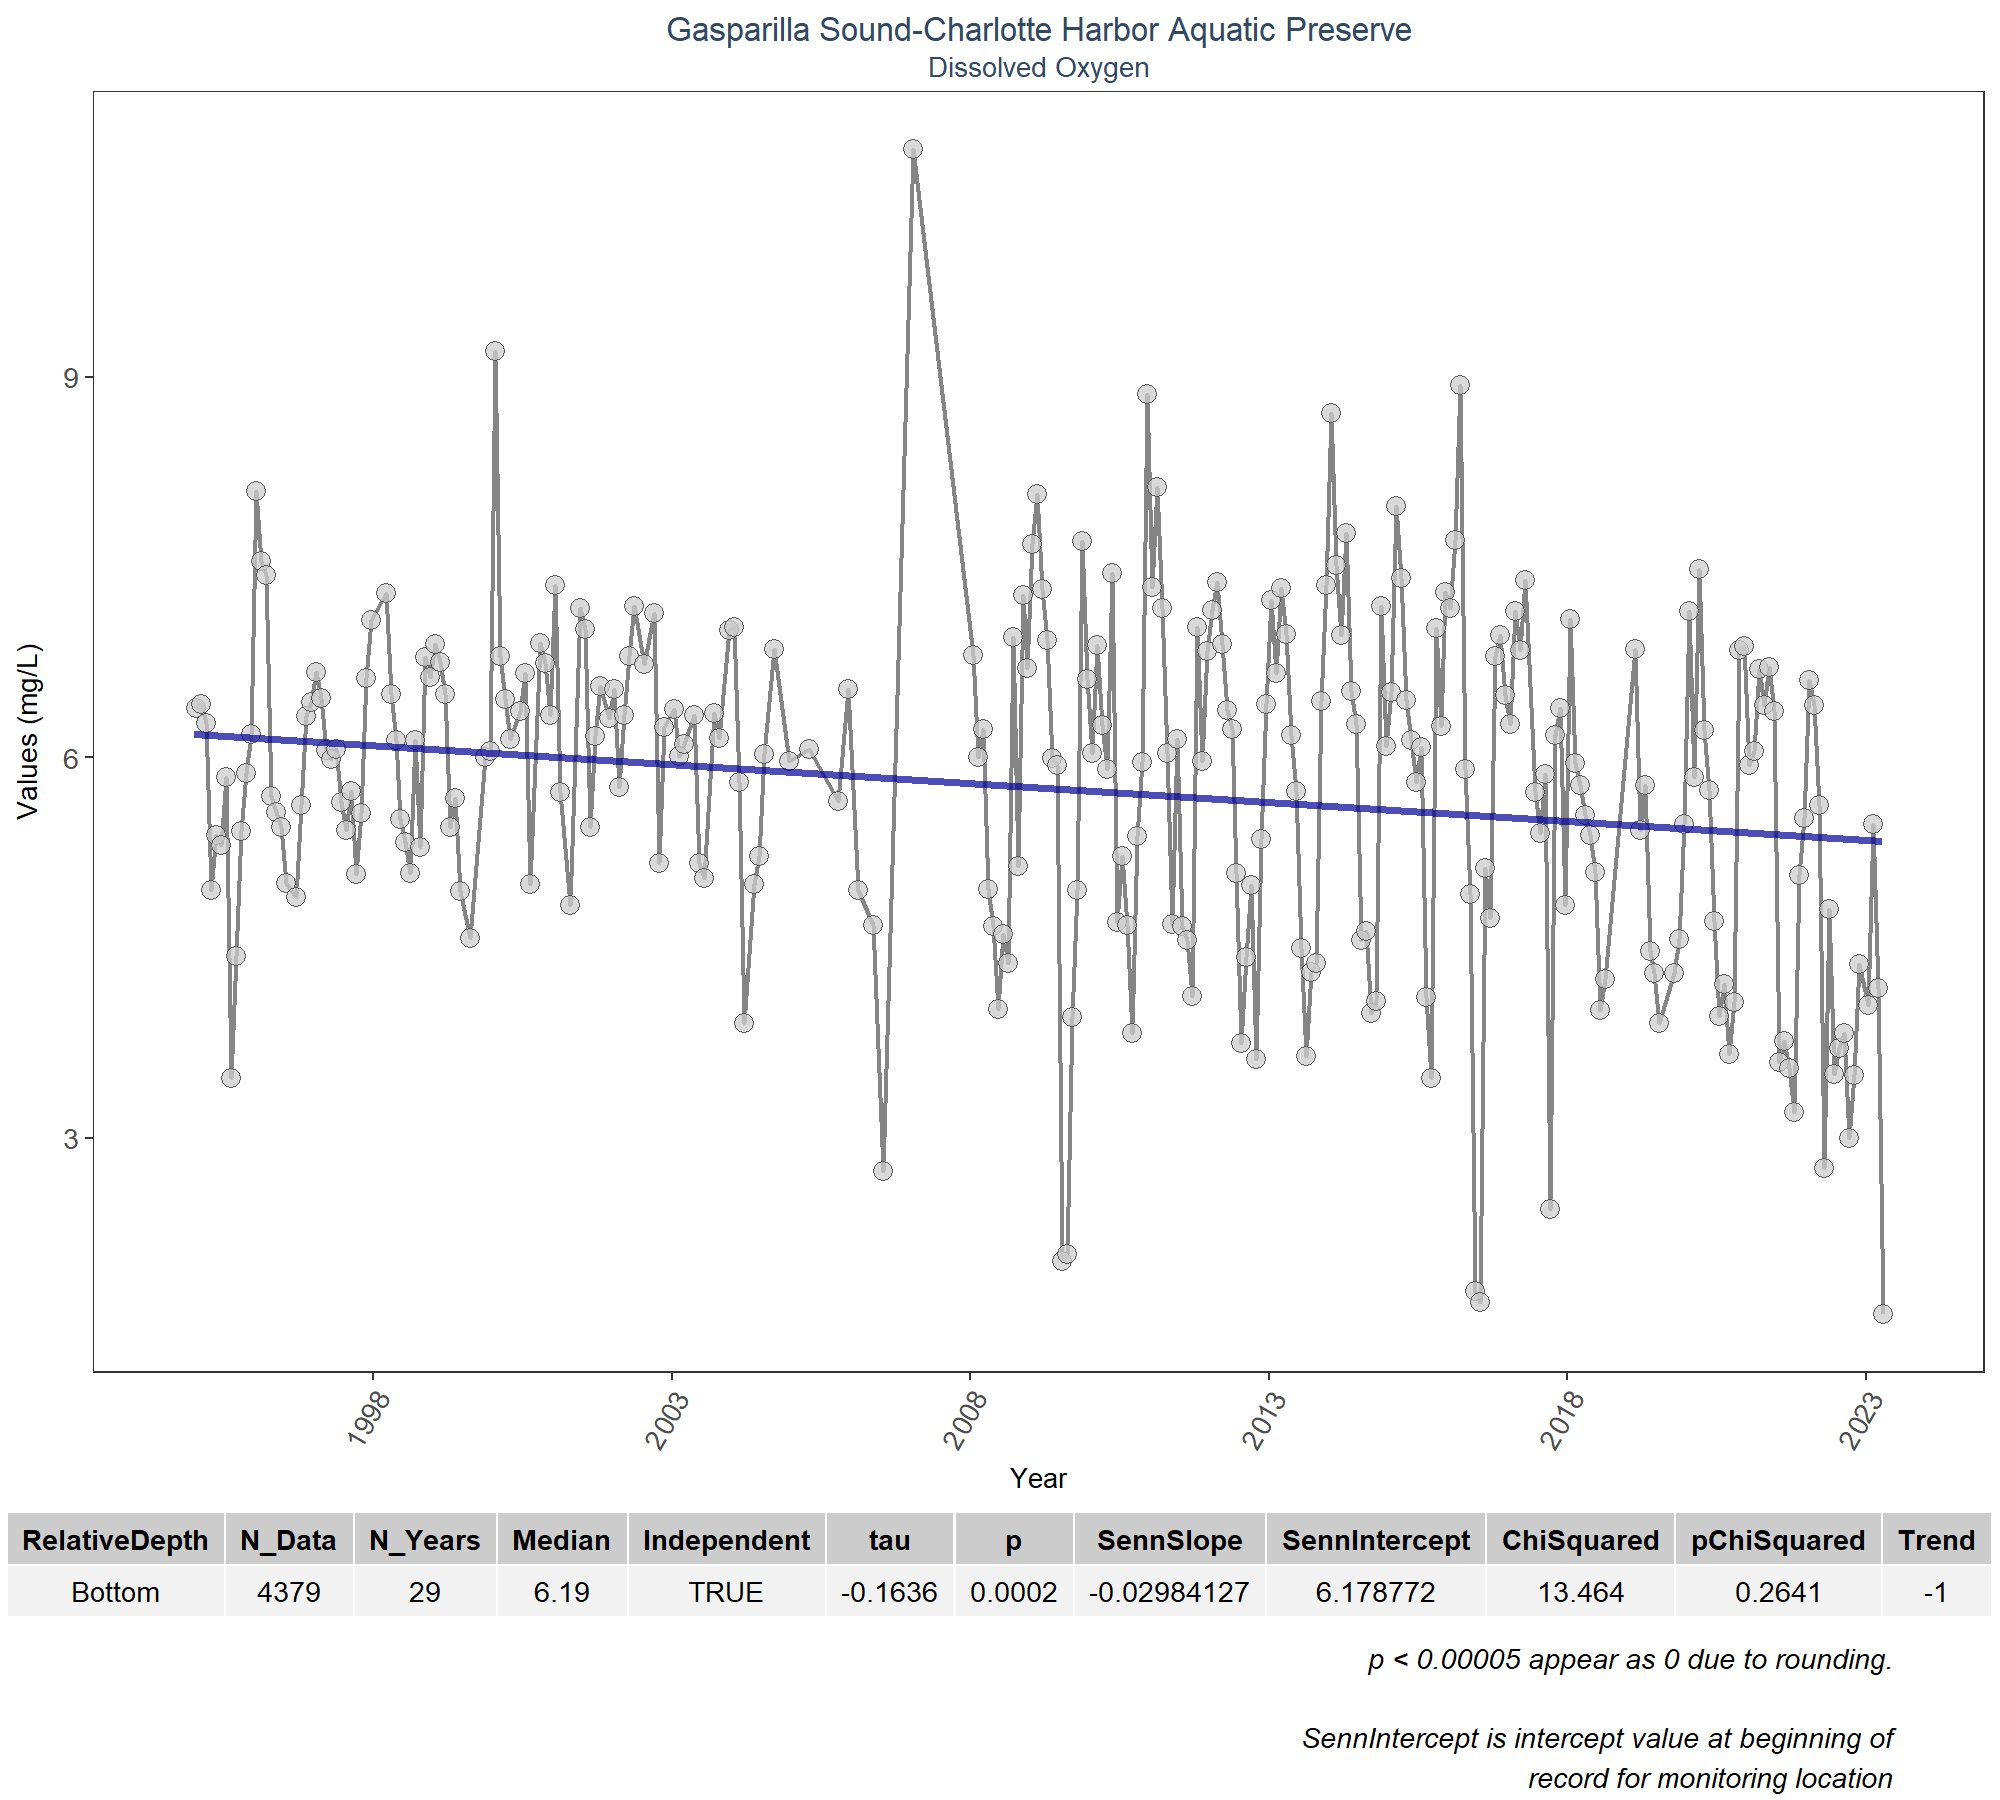 Gasparilla Sound-Charlotte Harbor Aquatic Preserve
Dissolved Oxygen
Values (mg/L)
9
6
3
1998
2003
2008
2013
2018
2023
Year
RelativeDepth N_Data N_Years Median Independent tau p SennSlope SennIntercept ChiSquared pChiSquared Trend
Bottom 4379 29 6.19 TRUE -0.1636 0.0002 -0.02984127 6.178772 13.464 0.2641 -1
p < 0.00005 appear as 0 due to rounding.
SennIntercept is intercept value at beginning of
record for monitoring location